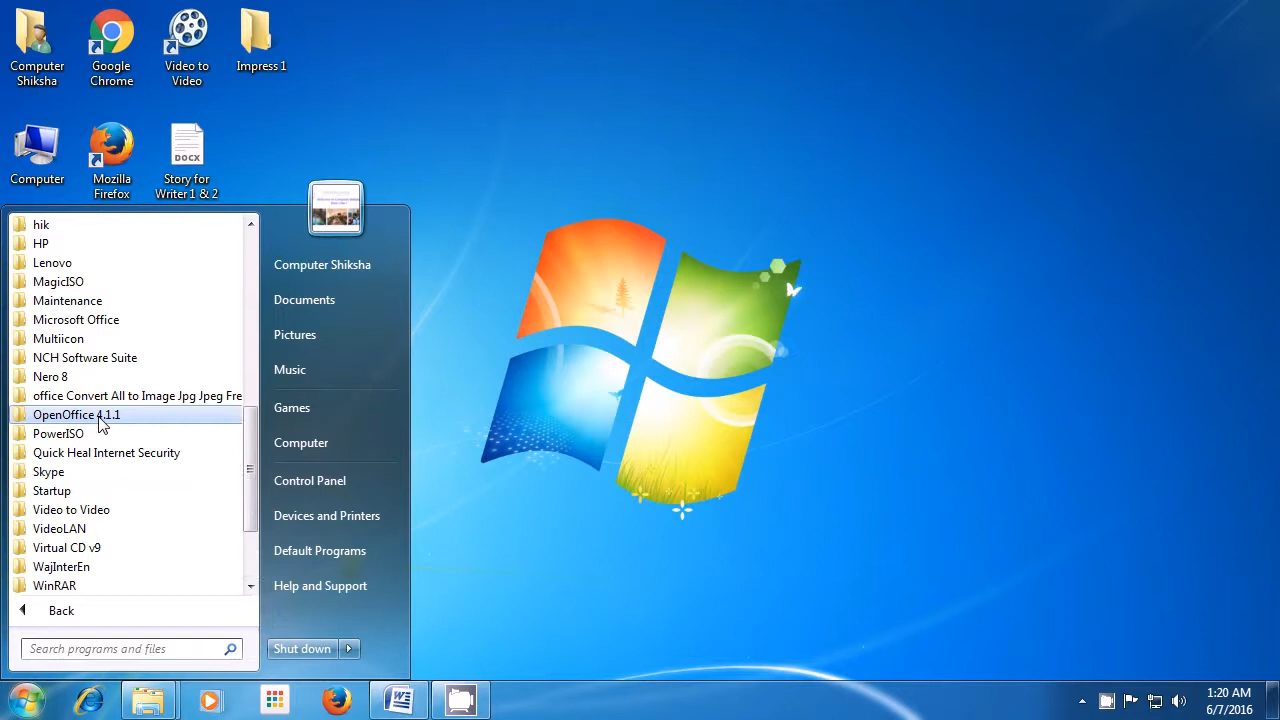 Computer
Shiksha
Google
Chrome
Video to
Video
Impress 1
Computer
Mozilla
Firefox
DOCX
Story for
Writer 1 & 2
hik
HP
Lenovo
MagicISO
Maintenance
Microsoft Office
Multiicon
NCH Software Suite
Nero 8
office Convert All to Image Jpg Jpeg Fre
OpenOffice 4.1.1
PowerISO
Quick Heal Internet Security
Skype
Startup
Video to Video
VideoLAN
Virtual CD v9
WajInterEn
WinRAR
Back
Search programs and files
Computer Shiksha
Documents
Pictures
Music
Games
Computer
Control Panel
Devices and Printers
Default Programs
Help and Support
Shut down
1:20 AM
6/7/2016